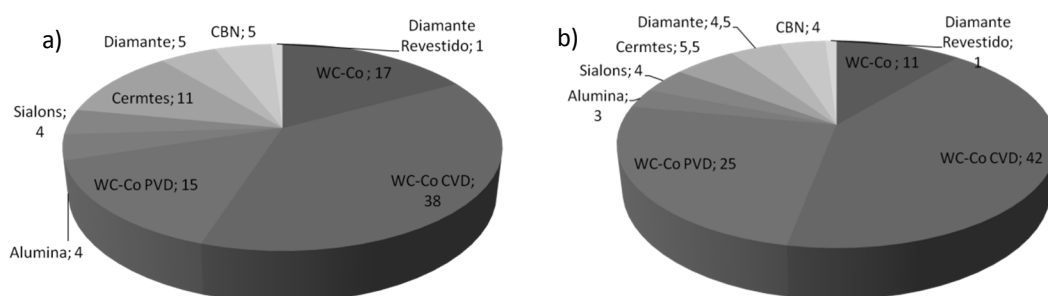 a)
Diamante; 5
CBN; 5
Diamante
Revestido; 1
WC-Co ; 17
Cermtes; 11
Sialons;
4
WC-Co PVD; 15
WC-Co CVD;
38
Alumina; 4
b)
Diamante; 4,5
CBN; 4
Diamante
Revestido;
1
Cermtes; 5,5
WC-Co ; 11
Sialons; 4
Alumina;
3
WC-Co PVD; 25
WC-Co CVD; 42